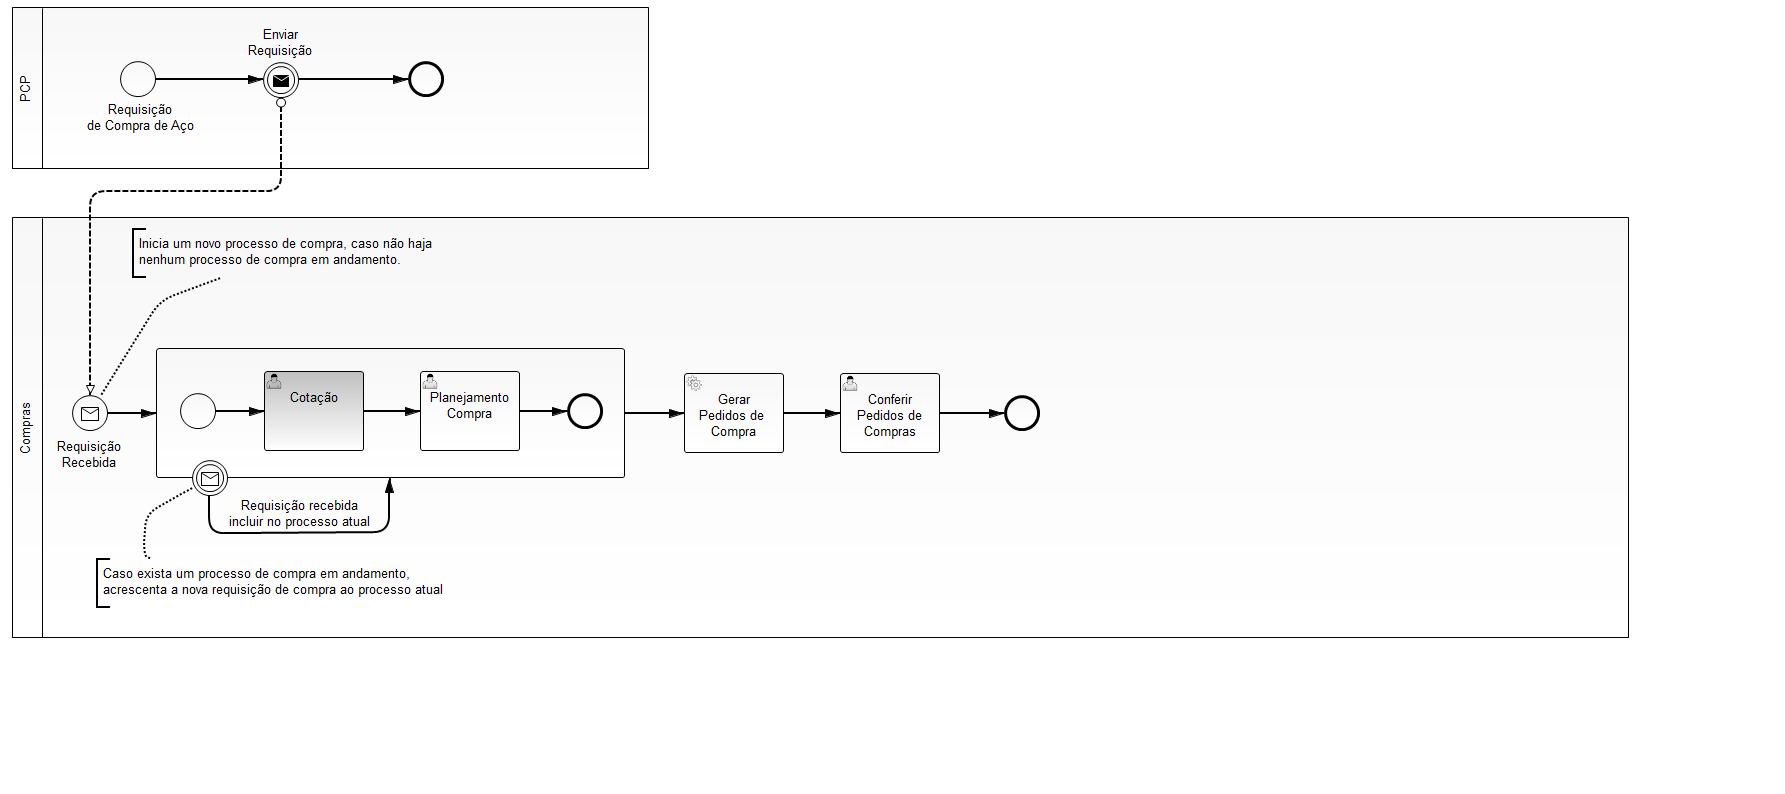 PCP
Enviar
Requisição
Requisição
de Compra de Aço
Compras
Inicia um novo processo de compra, caso não haja
nenhum processo de compra em andamento.
Requisição
Recebida
Cotação
Planejamento
Compra
Gerar
Pedidos de
Compra
Conferir
Pedidos de
Compras
Requisição recebida
incluir no processo atual
Caso exista um processo de compra em andamento,
acrescenta a nova requisição de compra ao processo atual